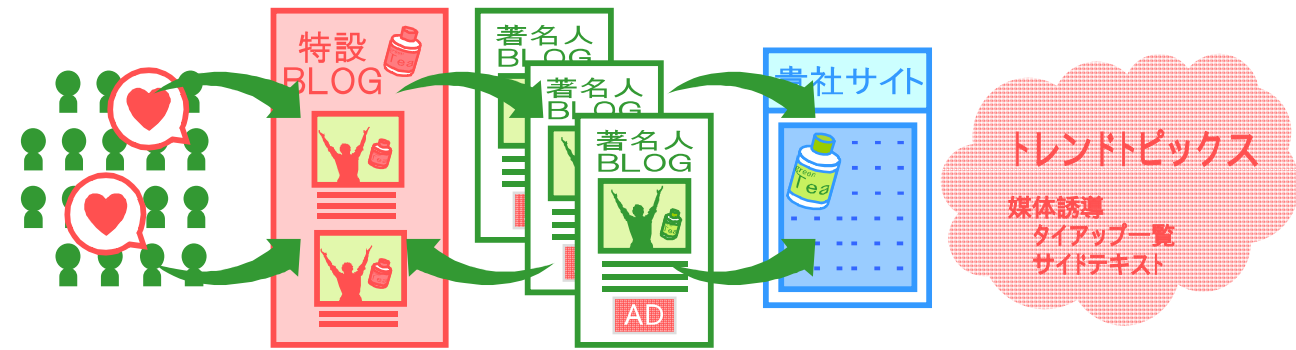 特設
BLOG
Tea
著名人
BLOG
著名人
BLOG
著名人
BLOG
AD
貴社サイト
green
Tea
トレンドトピックス
媒体誘導
タイアップ一覧
サイドテキスト